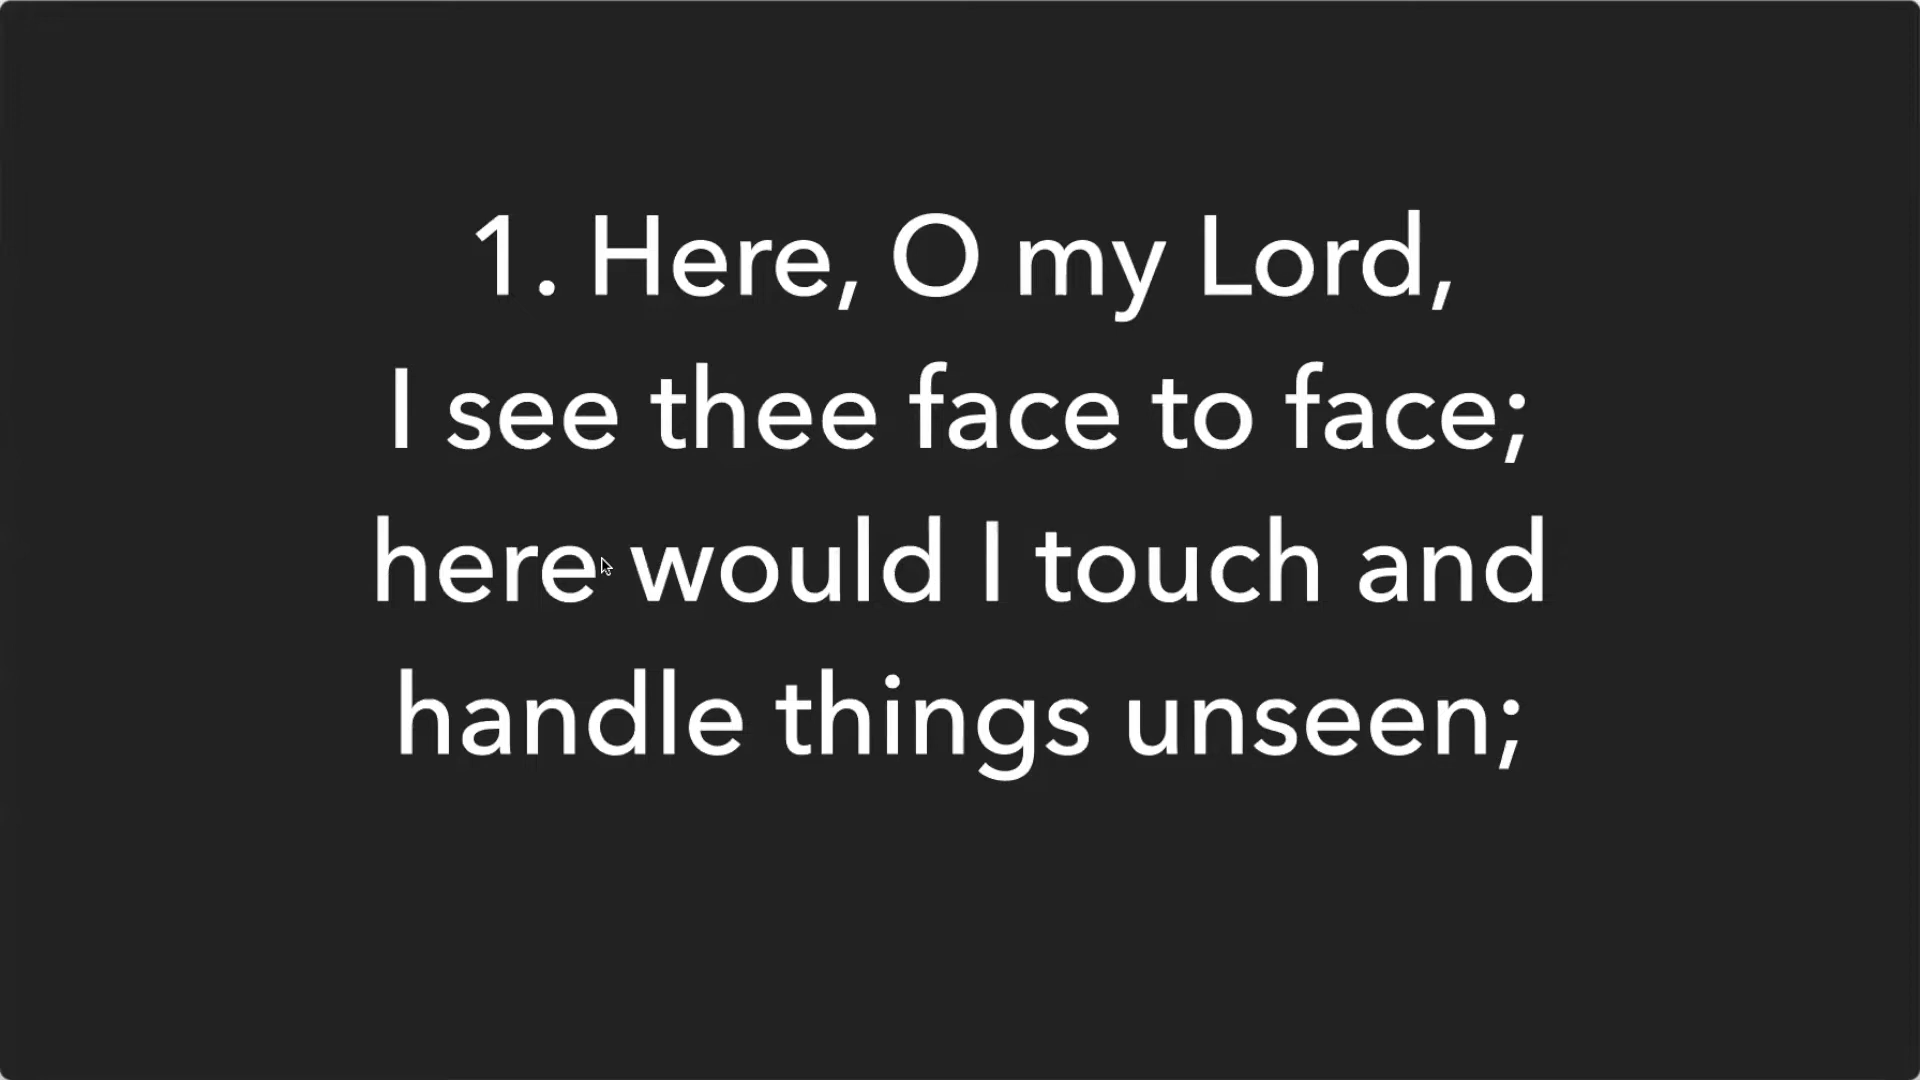 1. Here, O my Lord,
I see thee face to face;
here would I touch and
handle things unseen;